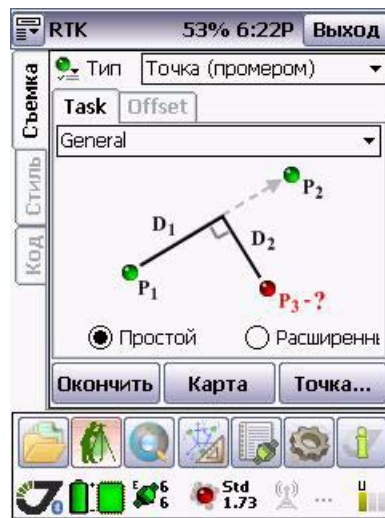 RTK 53% 6:22P Выход
Съемка
Тип Точка (промером)
Task Offset
General
Стиль
Код
P2
D1 D2
P1
P3-?
Простой Расширенны
Окончить Карта Точка...
E 6 Std U
6 1.73 ...